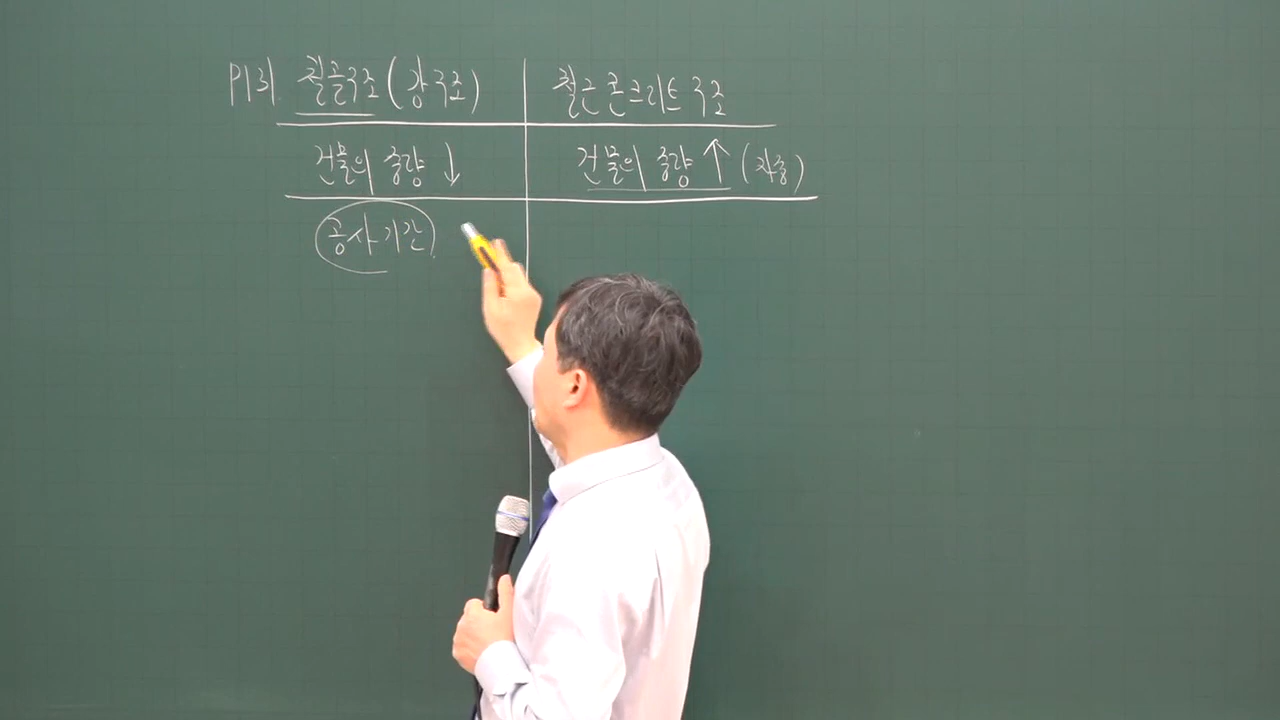 P131. 철골구조(강구조) 철근콘크리트 구조
건물의 중량 ↓ 건물의 중량 ↑ (자중)
공사기간